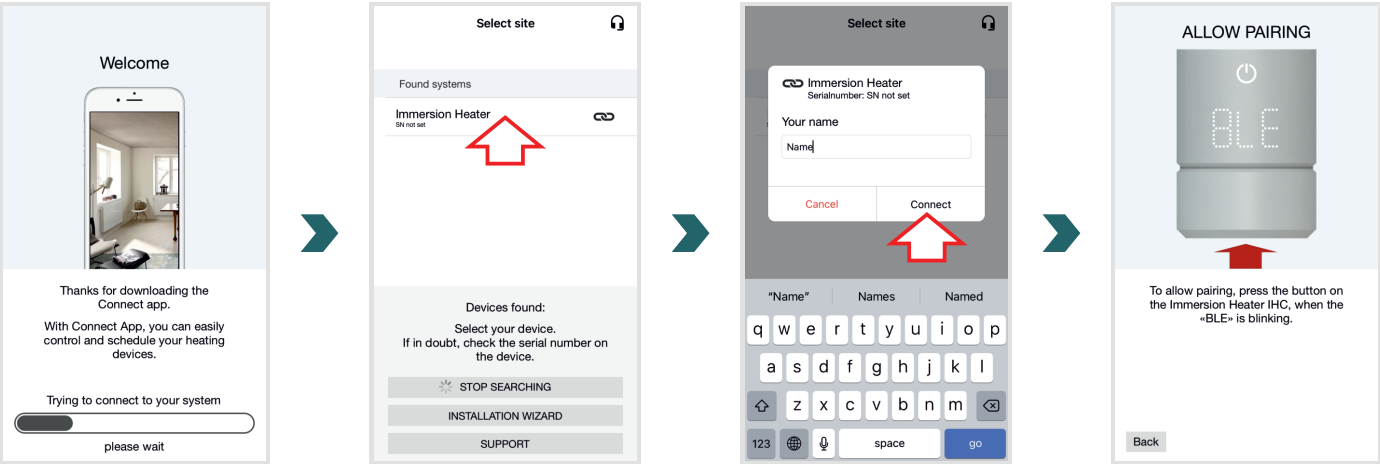 Welcome
Thanks for downloading the
Connect app.
With Connect App, you can easily
control and schedule your heating
devices.
Trying to connect to your system
please wait
Select site
Found systems
Immersion Heater
SN not set
Devices found:
Select your device.
If in doubt, check the serial number on
the device.
STOP SEARCHING
INSTALLATION WIZARD
SUPPORT
Select site
Immersion Heater
Serialnumber: SN not set
Your name
Name
Cancel Connect
“Name” Names Named
q w e r t y u i o p
a s d f g h j k l
z x c v b n m
123 space go
ALLOW PAIRING
BLE
To allow pairing, press the button on
the Immersion Heater IHC, when the
«BLE» is blinking.
Back